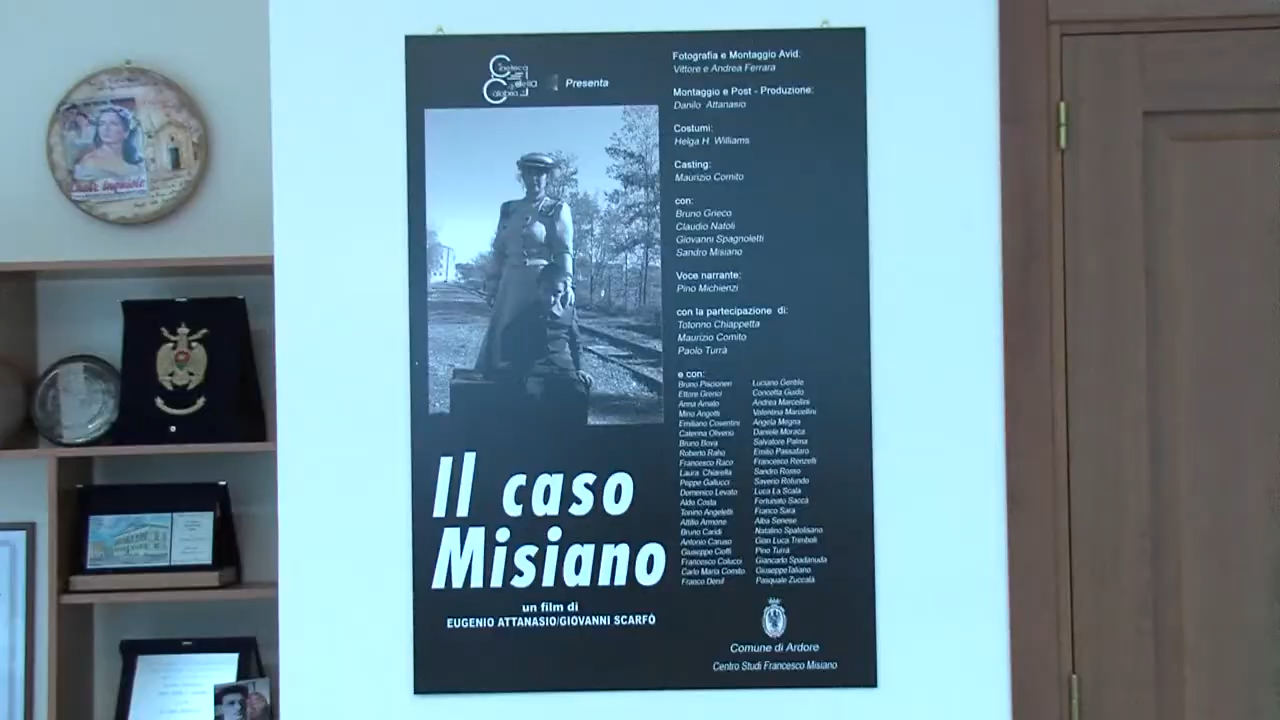 Cineteca
della
Calabria
Presenta
Il caso
Misiano
un film di
EUGENIO ATTANASIO/GIOVANNI SCARFÒ
Fotografia e Montaggio Avid:
Vittore e Andrea Ferrara
Montaggio e Post - Produzione:
Danilo Attanasio
Costumi:
Helga H Williams
Casting:
Maurizio Comito
con:
Bruno Grieco
Claudio Natoli
Giovanni Spagnoletti
Sandro Misiano
Voce narrante:
Pino Michienzi
con la partecipazione di:
Totonno Chiappetta
Maurizio Comito
Paolo Turrà
e con:
Bruno Piscioneri
Ettore Grenci
Anna Amato
Mino Angotti
Emiliano Cosentini
Caterina Oliverio
Bruno Bova
Roberto Raho
Francesco Raco
Laura Chiarella
Peppe Gallucci
Domenico Levato
Aldo Costa
Tonino Angeletti
Attilio Armone
Bruno Caridi
Antonio Caruso
Giuseppe Cioffi
Francesco Colucci
Carlo Maria Comito
Franco Denif
Luciano Gentile
Concetta Guido
Andrea Marcellini
Valentina Marcellini
Angela Megna
Daniele Moraca
Salvatore Palma
Emilio Passafaro
Francesco Renzelli
Sandro Rosso
Saverio Rotundo
Luca La Scala
Fortunato Saccà
Franco Sara
Alba Senese
Natalino Spatolisano
Gian Luca Trimboli
Pino Turrà
Giancarlo Spadanuda
Giuseppe Taliano
Pasquale Zuccalà
Comune di Ardore
Centro Studi Francesco Misiano